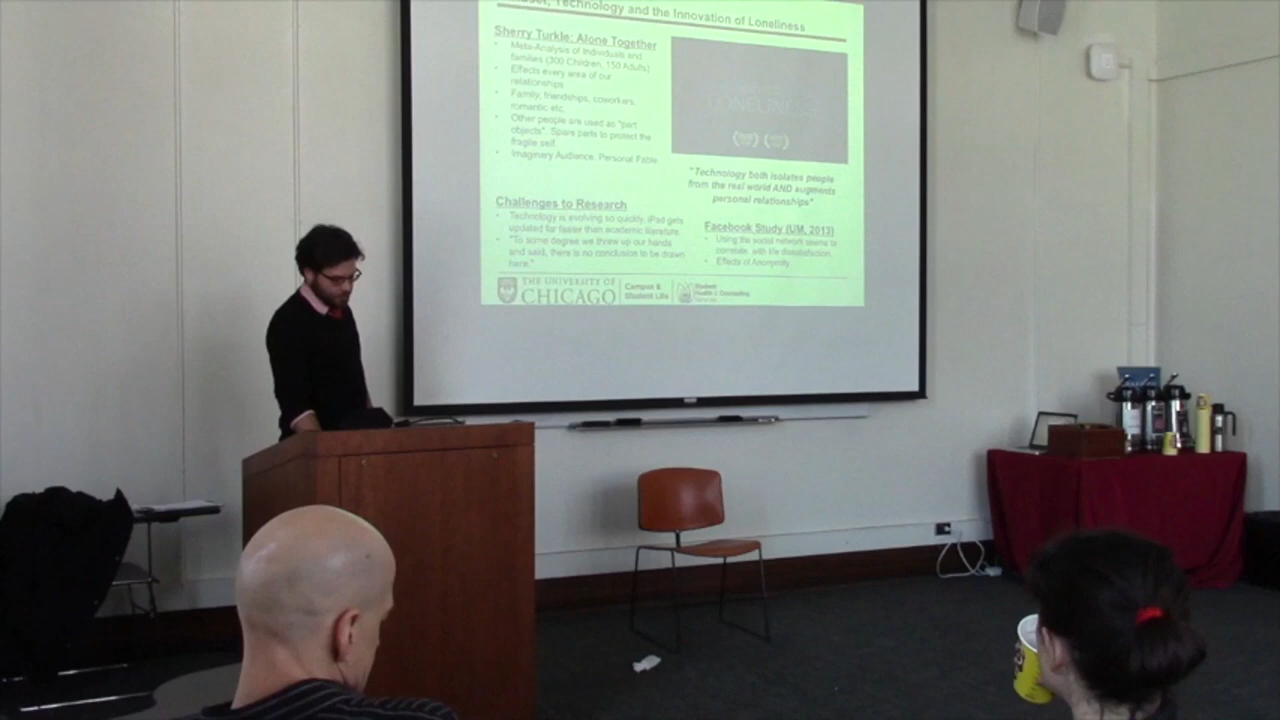 Technology and the Innovation of Loneliness
Sherry Turkle: Alone Together
• Meta-Analysis of Individuals and
families (300 Children, 150 Adults)
• Effects every area of our
relationships
• Family, friendships, coworkers,
romantic etc.
• Other people are used as "part
objects". Spare parts to protect the
fragile self.
• Imaginary Audience, Personal Fable
LONELINESS
"Technology both isolates people
from the real world AND augments
personal relationships"
Challenges to Research
• Technology is evolving so quickly, iPad gets
updated far faster than academic literature.
• "To some degree we threw up our hands
and said, there is no conclusion to be drawn
here."
Facebook Study (UM, 2013)
• Using the social network seems to
correlate with life dissatisfaction.
• Effects of Anonymity
THE UNIVERSITY OF
CHICAGO
Campus &
Student Life
Student
Health & Counseling
Services